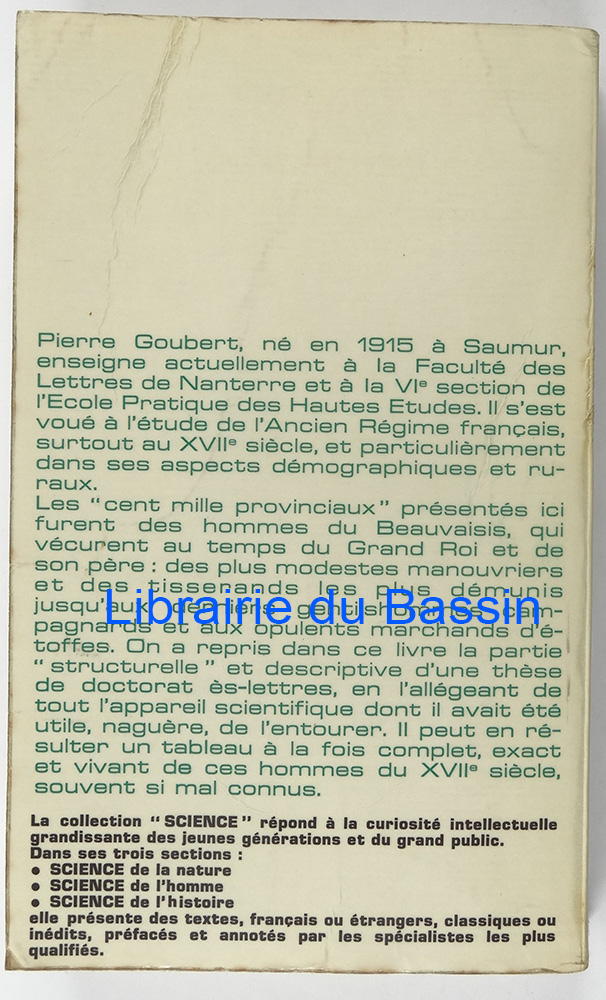 Pierre Goubert, né en 1915 à Saumur,
enseigne actuellement à la Faculté des
Lettres de Nanterre et à la VIe section de
l'Ecole Pratique des Hautes Etudes. Il s'est
voué à l'étude de l'Ancien Régime français,
surtout au XVIIe siècle, et particulièrement
dans ses aspects démographiques et ru-
raux.
Les "cent mille provinciaux" présentés ici
furent des hommes du Beauvaisis, qui
vécurent au temps du Grand Roi et de
son père : des plus modestes manouvriers
et des tisserands les plus démunis
jusqu'aux derniers gentilshommes cam-
pagnards et aux opulents marchands d'é-
toffes. On a repris dans ce livre la partie
"structurelle" et descriptive d'une thèse
de doctorat ès-lettres, en l'allégeant de
tout l'appareil scientifique dont il avait été
utile, naguère, de l'entourer. Il peut en ré-
sulter un tableau à la fois complet, exact
et vivant de ces hommes du XVIIe siècle,
souvent si mal connus.
Librairie du Bassin
La collection "SCIENCE" répond à la curiosité intellectuelle
grandissante des jeunes générations et du grand public.
Dans ses trois sections :
• SCIENCE de la nature
• SCIENCE de l'homme
• SCIENCE de l'histoire
elle présente des textes, français ou étrangers, classiques ou
inédits, préfacés et annotés par les spécialistes les plus
qualifiés.